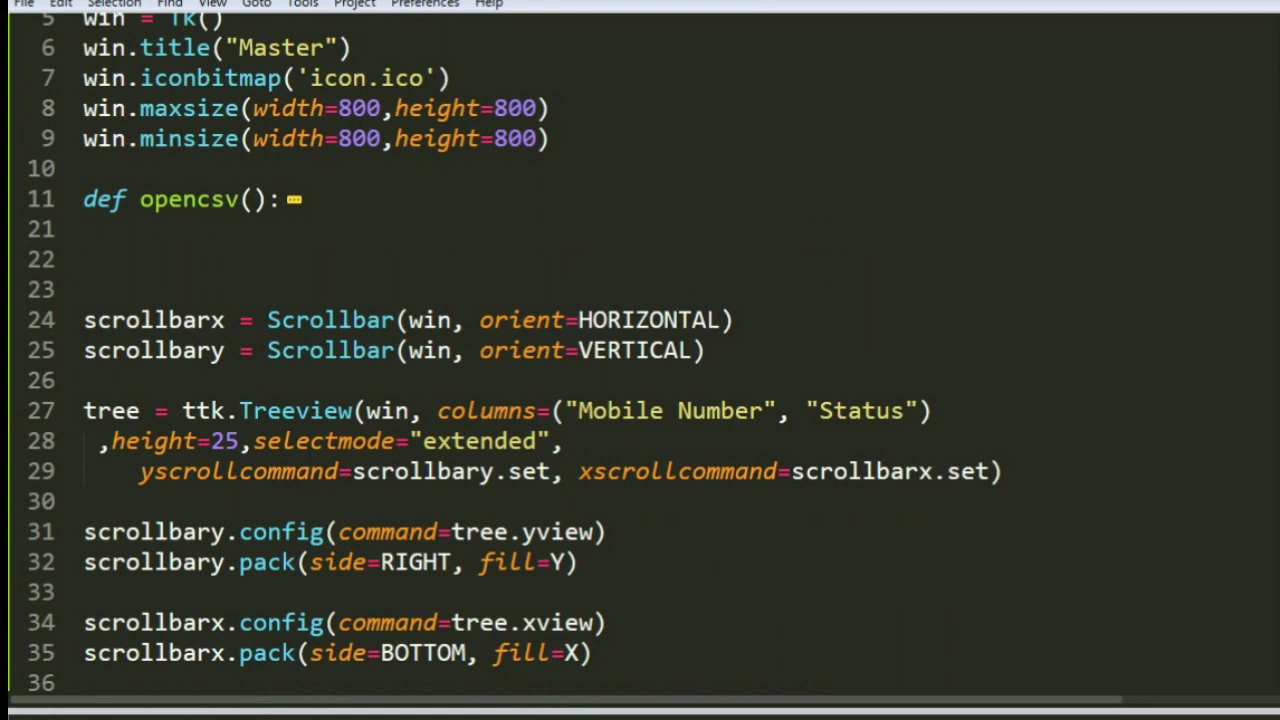 File Edit View Selection Find View Goto Tools Project Preferences Help
5 win = Tk()
6 win.title("Master")
7 win.iconbitmap('icon.ico')
8 win.maxsize(width=800,height=800)
9 win.minsize(width=800,height=800)
10
11 def opencsv():
21
22
23
24 scrollbarx = Scrollbar(win, orient=HORIZONTAL)
25 scrollbary = Scrollbar(win, orient=VERTICAL)
26
27 tree = ttk.Treeview(win, columns=("Mobile Number", "Status")
28 ,height=25,selectmode="extended",
29 yscrollcommand=scrollbary.set, xscrollcommand=scrollbarx.set)
30
31 scrollbary.config(command=tree.yview)
32 scrollbary.pack(side=RIGHT, fill=Y)
33
34 scrollbarx.config(command=tree.xview)
35 scrollbarx.pack(side=BOTTOM, fill=X)
36